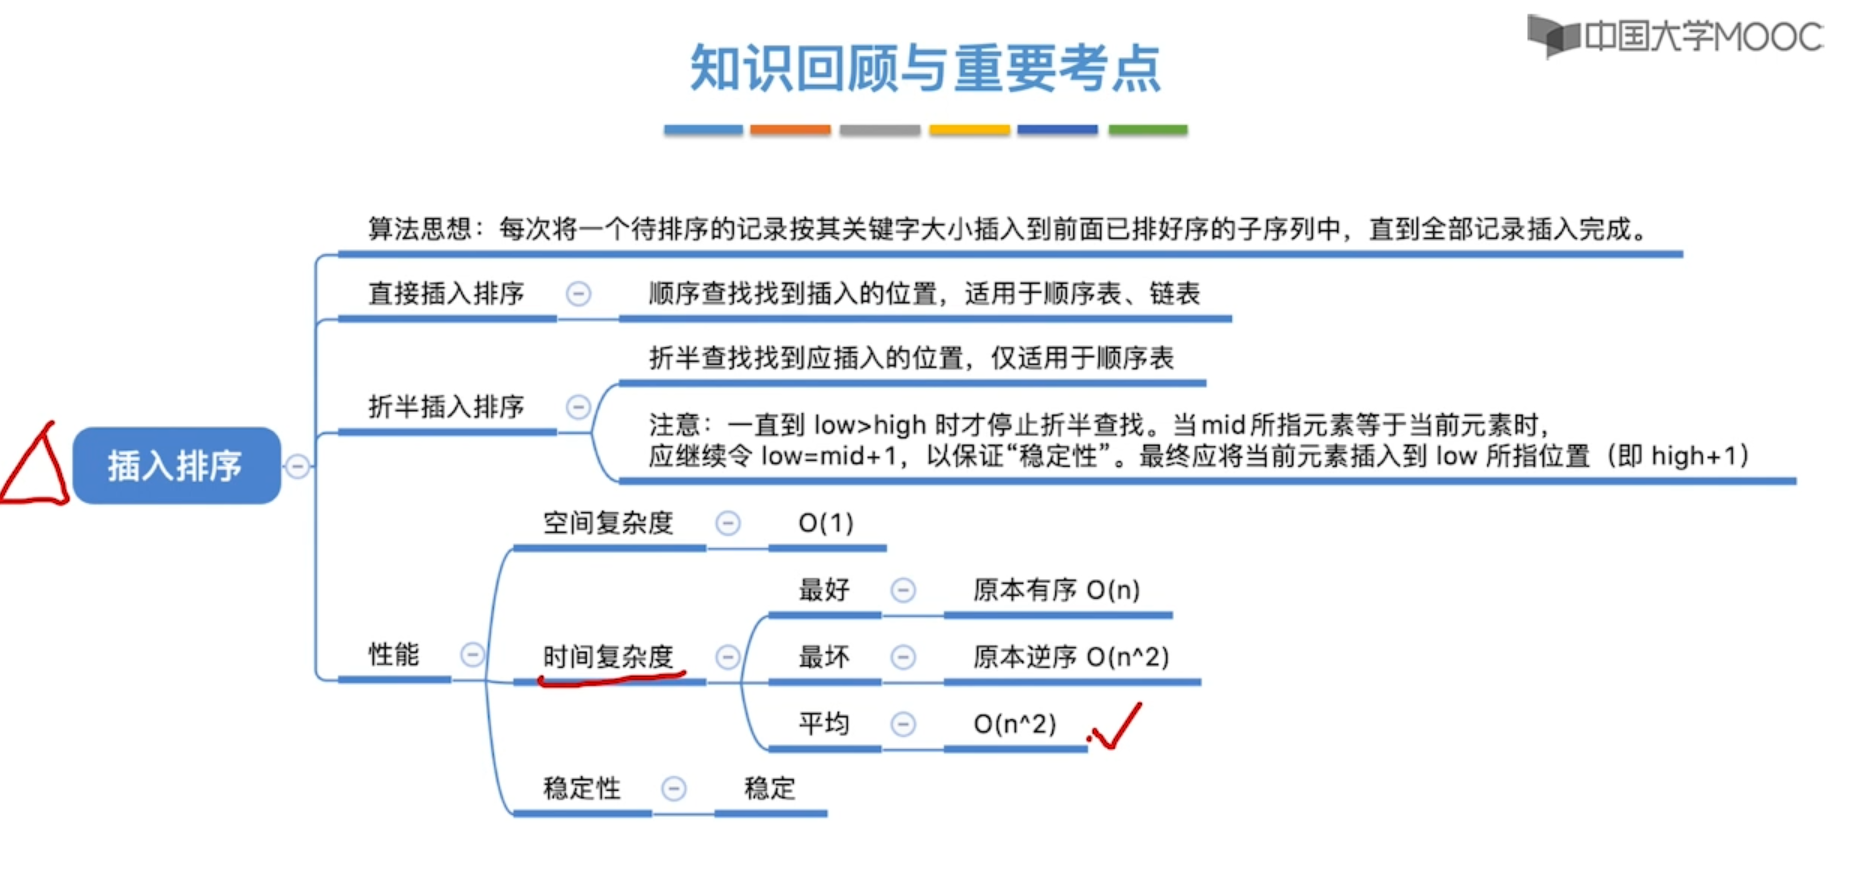 中国大学MOOC
知识回顾与重要考点
算法思想：每次将一个待排序的记录按其关键字大小插入到前面已排好序的子序列中，直到全部记录插入完成。
直接插入排序
顺序查找找到插入的位置，适用于顺序表、链表
折半插入排序
折半查找找到应插入的位置，仅适用于顺序表
注意：一直到 low>high 时才停止折半查找。当mid所指元素等于当前元素时，
应继续令 low=mid+1，以保证“稳定性”。最终应将当前元素插入到 low 所指位置（即 high+1）
插入排序
性能
空间复杂度
O(1)
时间复杂度
最好
原本有序 O(n)
最坏
原本逆序 O(n^2)
平均
O(n^2)
稳定性
稳定